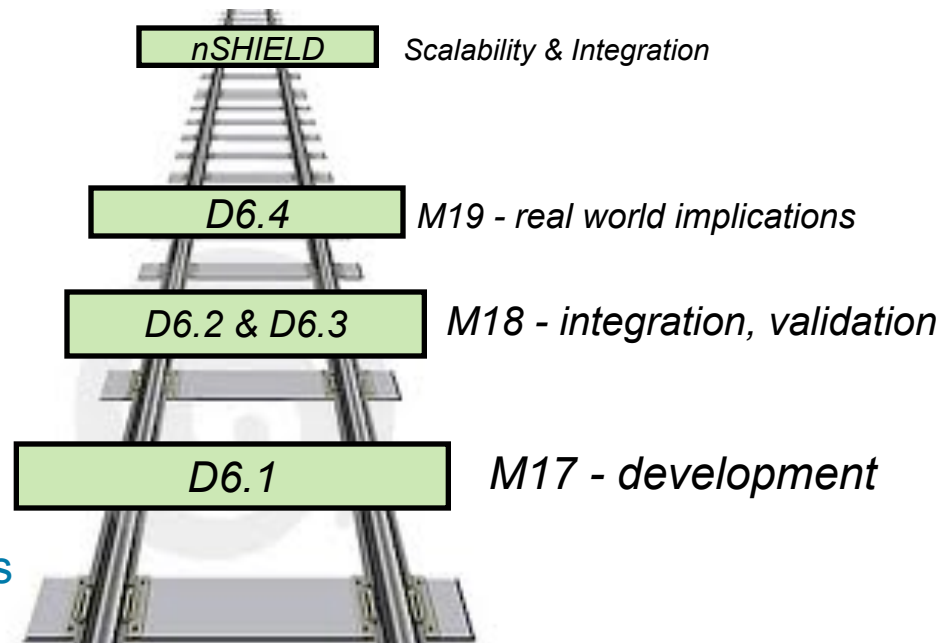 nSHIELD Scalability & Integration
D6.4 M19 - real world implications
D6.2 & D6.3 M18 - integration, validation
D6.1 M17 - development
s